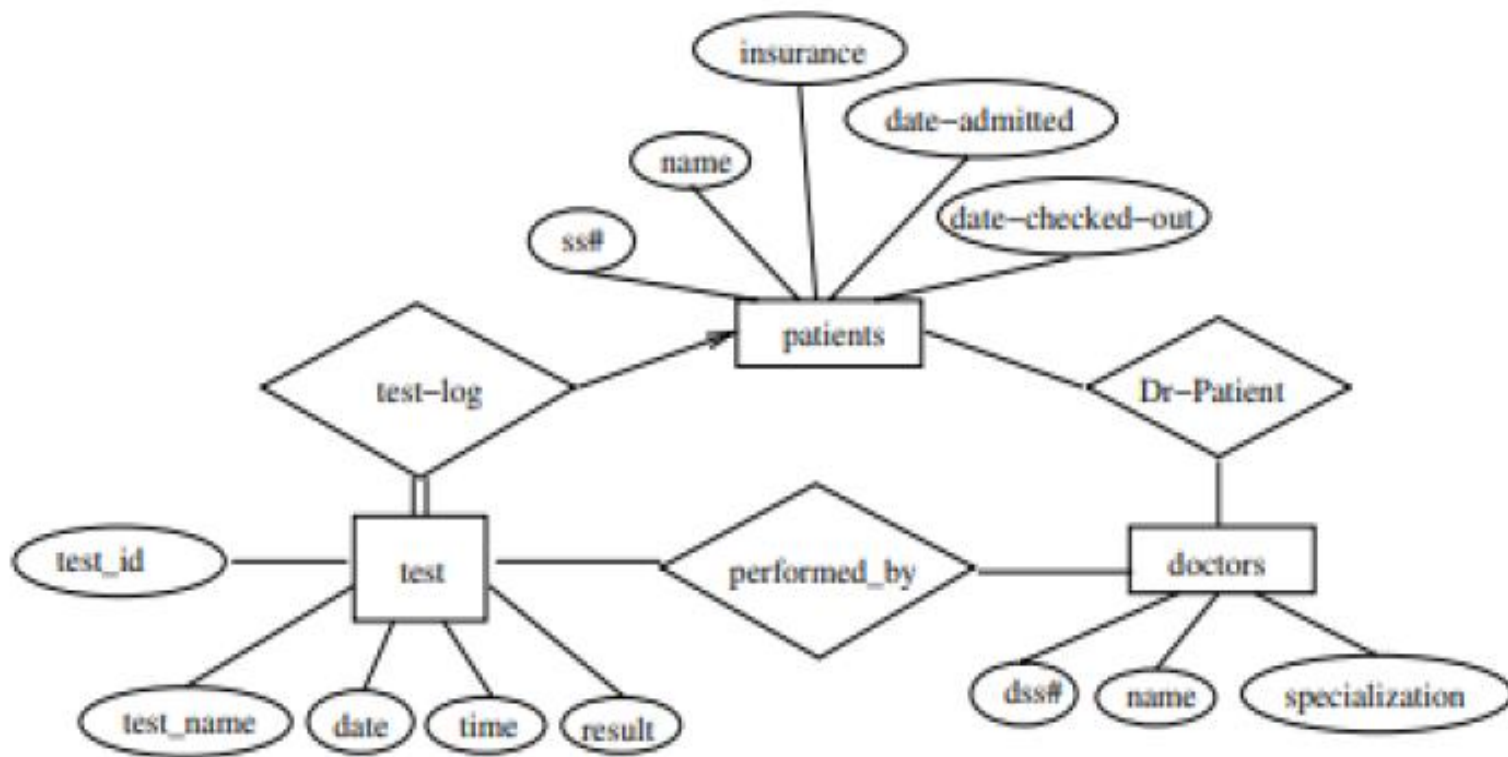 insurance
date-admitted
name
date-checked-out
ss#
patients
test-log
Dr-Patient
test_id
test
performed_by
doctors
test_name
date
time
result
dss#
name
specialization